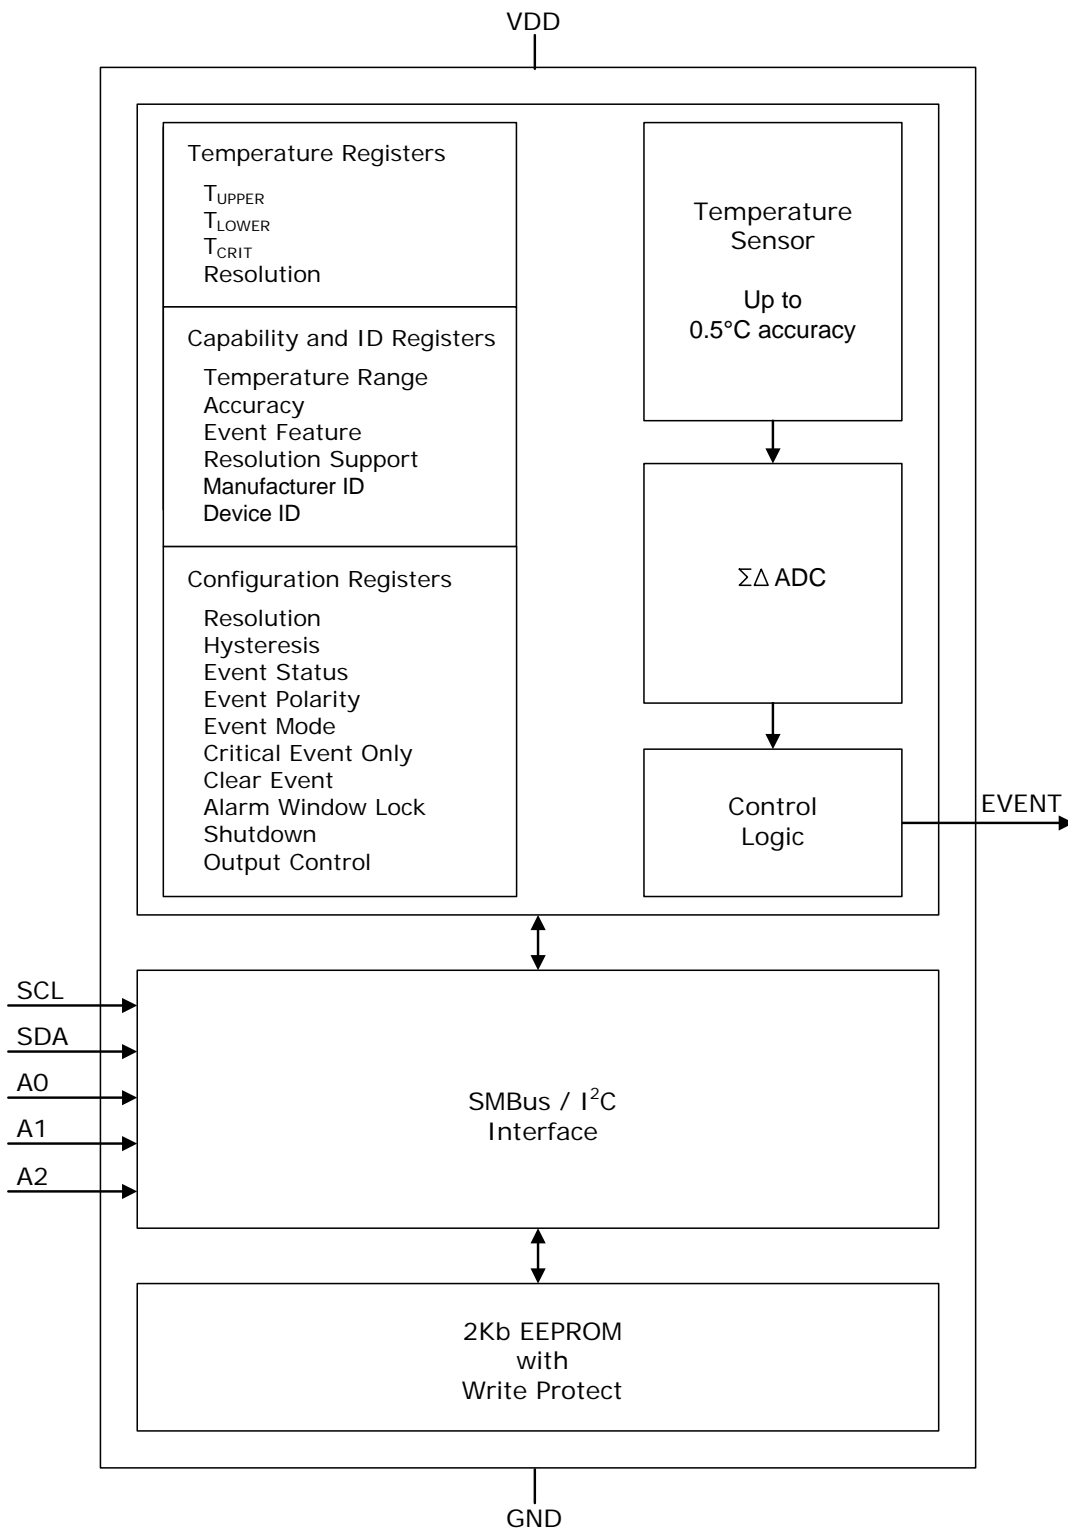 VDD
Temperature Registers
T_UPPER
T_LOWER
T_CRIT
Resolution
Capability and ID Registers
Temperature Range
Accuracy
Event Feature
Resolution Support
Manufacturer ID
Device ID
Configuration Registers
Resolution
Hysteresis
Event Status
Event Polarity
Event Mode
Critical Event Only
Clear Event
Alarm Window Lock
Shutdown
Output Control
Temperature
Sensor
Up to
0.5°C accuracy
ΣΔ ADC
Control
Logic
EVENT
SCL
SDA
A0
A1
A2
SMBus / I²C
Interface
2Kb EEPROM
with
Write Protect
GND